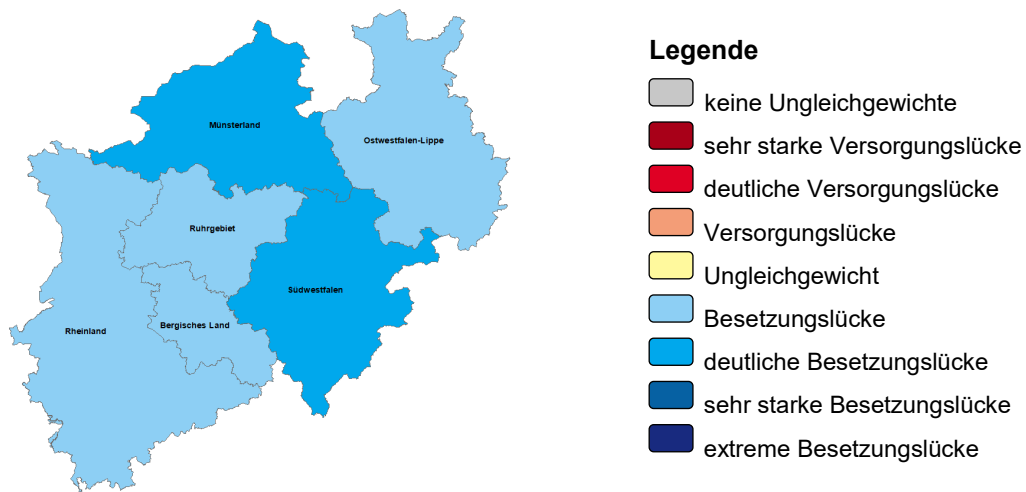 Münsterland
Ostwestfalen-Lippe
Ruhrgebiet
Südwestfalen
Rheinland
Bergisches Land
Legende
keine Ungleichgewichte
sehr starke Versorgungslücke
deutliche Versorgungslücke
Versorgungslücke
Ungleichgewicht
Besetzungslücke
deutliche Besetzungslücke
sehr starke Besetzungslücke
extreme Besetzungslücke